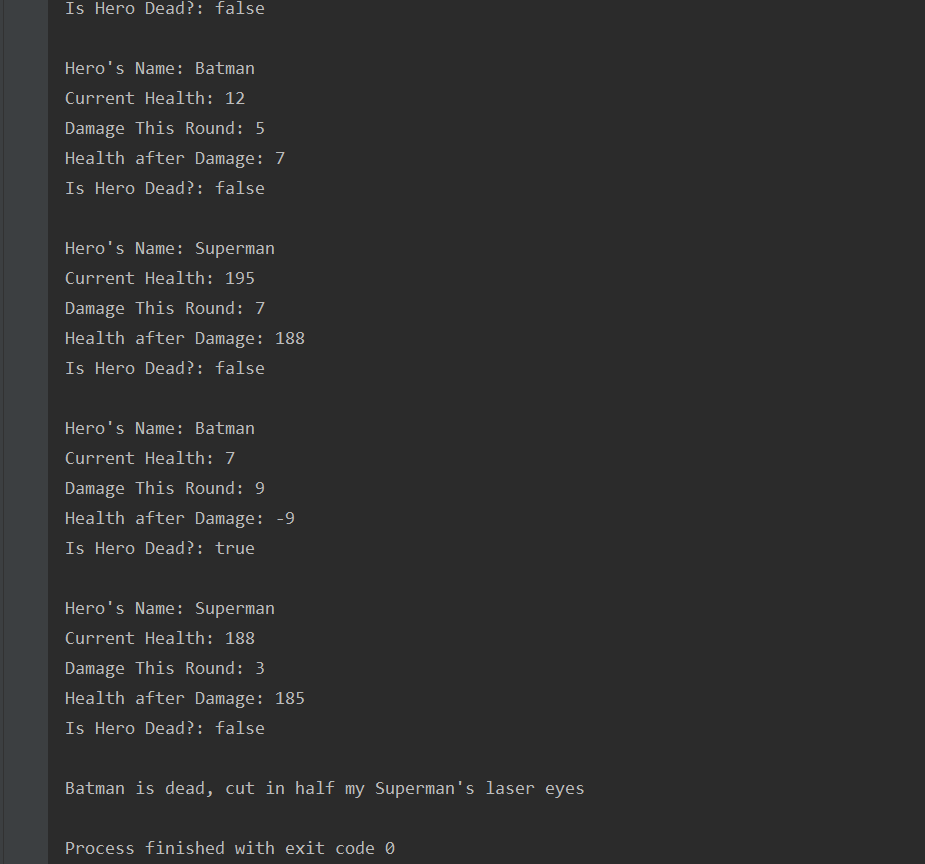 Is Hero Dead?: false
Hero's Name: Batman
Current Health: 12
Damage This Round: 5
Health after Damage: 7
Is Hero Dead?: false
Hero's Name: Superman
Current Health: 195
Damage This Round: 7
Health after Damage: 188
Is Hero Dead?: false
Hero's Name: Batman
Current Health: 7
Damage This Round: 9
Health after Damage: -9
Is Hero Dead?: true
Hero's Name: Superman
Current Health: 188
Damage This Round: 3
Health after Damage: 185
Is Hero Dead?: false
Batman is dead, cut in half my Superman's laser eyes
Process finished with exit code 0